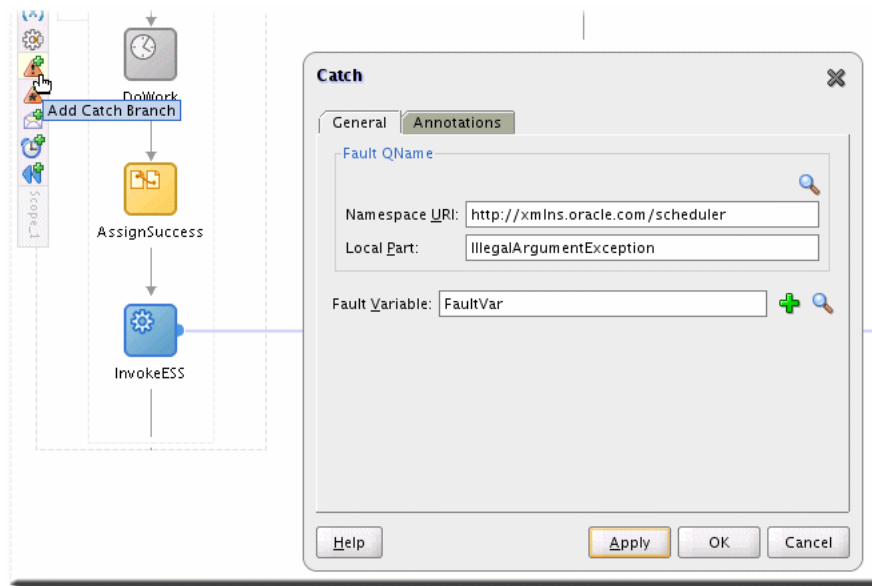 (x)
DoWork
Add Catch Branch
Scope_1
AssignSuccess
InvokeESS
Catch
General
Annotations
Fault QName
Namespace URI: http://xmlns.oracle.com/scheduler
Local Part: IllegalArgumentException
Fault Variable: FaultVar
Help
Apply
OK
Cancel